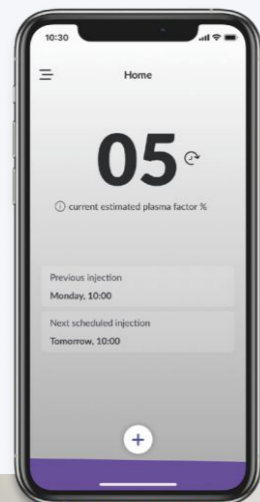 10:30
Home
05
current estimated plasma factor %
Previous injection
Monday, 10:00
Next scheduled injection
Tomorrow, 10:00
+